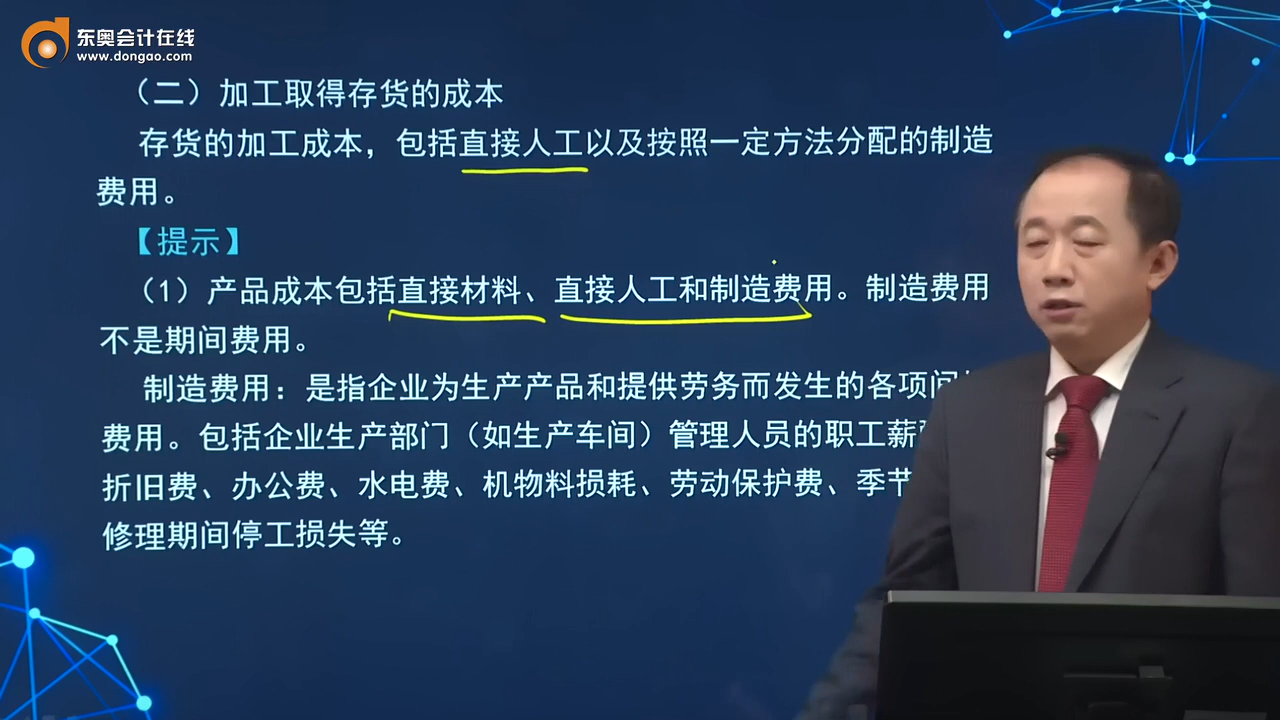 东奥会计在线
www.dongao.com
（二）加工取得存货的成本
存货的加工成本，包括直接人工以及按照一定方法分配的制造
费用。
【提示】
（1）产品成本包括直接材料、直接人工和制造费用。制造费用
不是期间费用。
制造费用：是指企业为生产产品和提供劳务而发生的各项间
费用。包括企业生产部门（如生产车间）管理人员的职工薪
折旧费、办公费、水电费、机物料损耗、劳动保护费、季节
修理期间停工损失等。